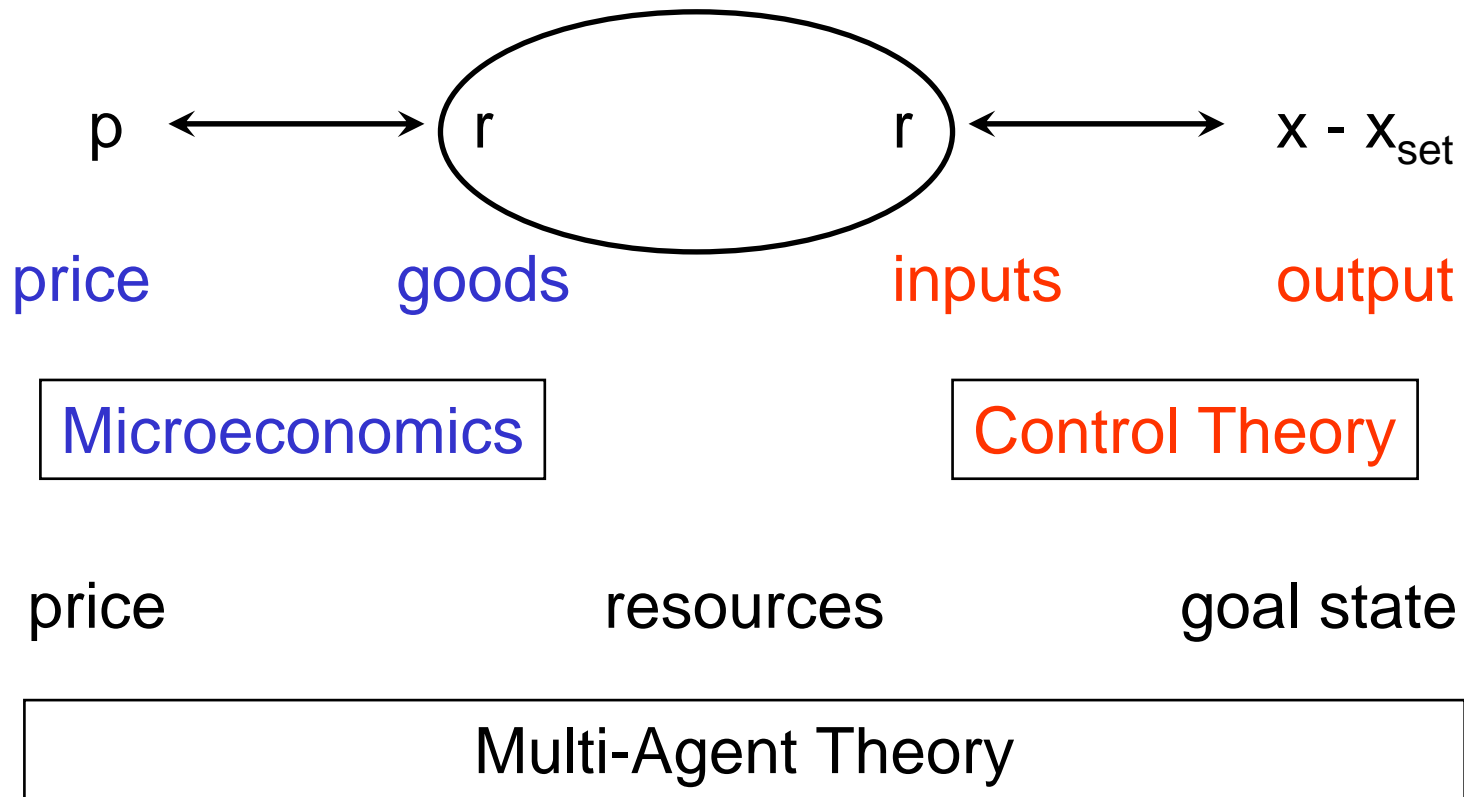 p r r x - xset
price goods inputs output
Microeconomics Control Theory
price resources goal state
Multi-Agent Theory